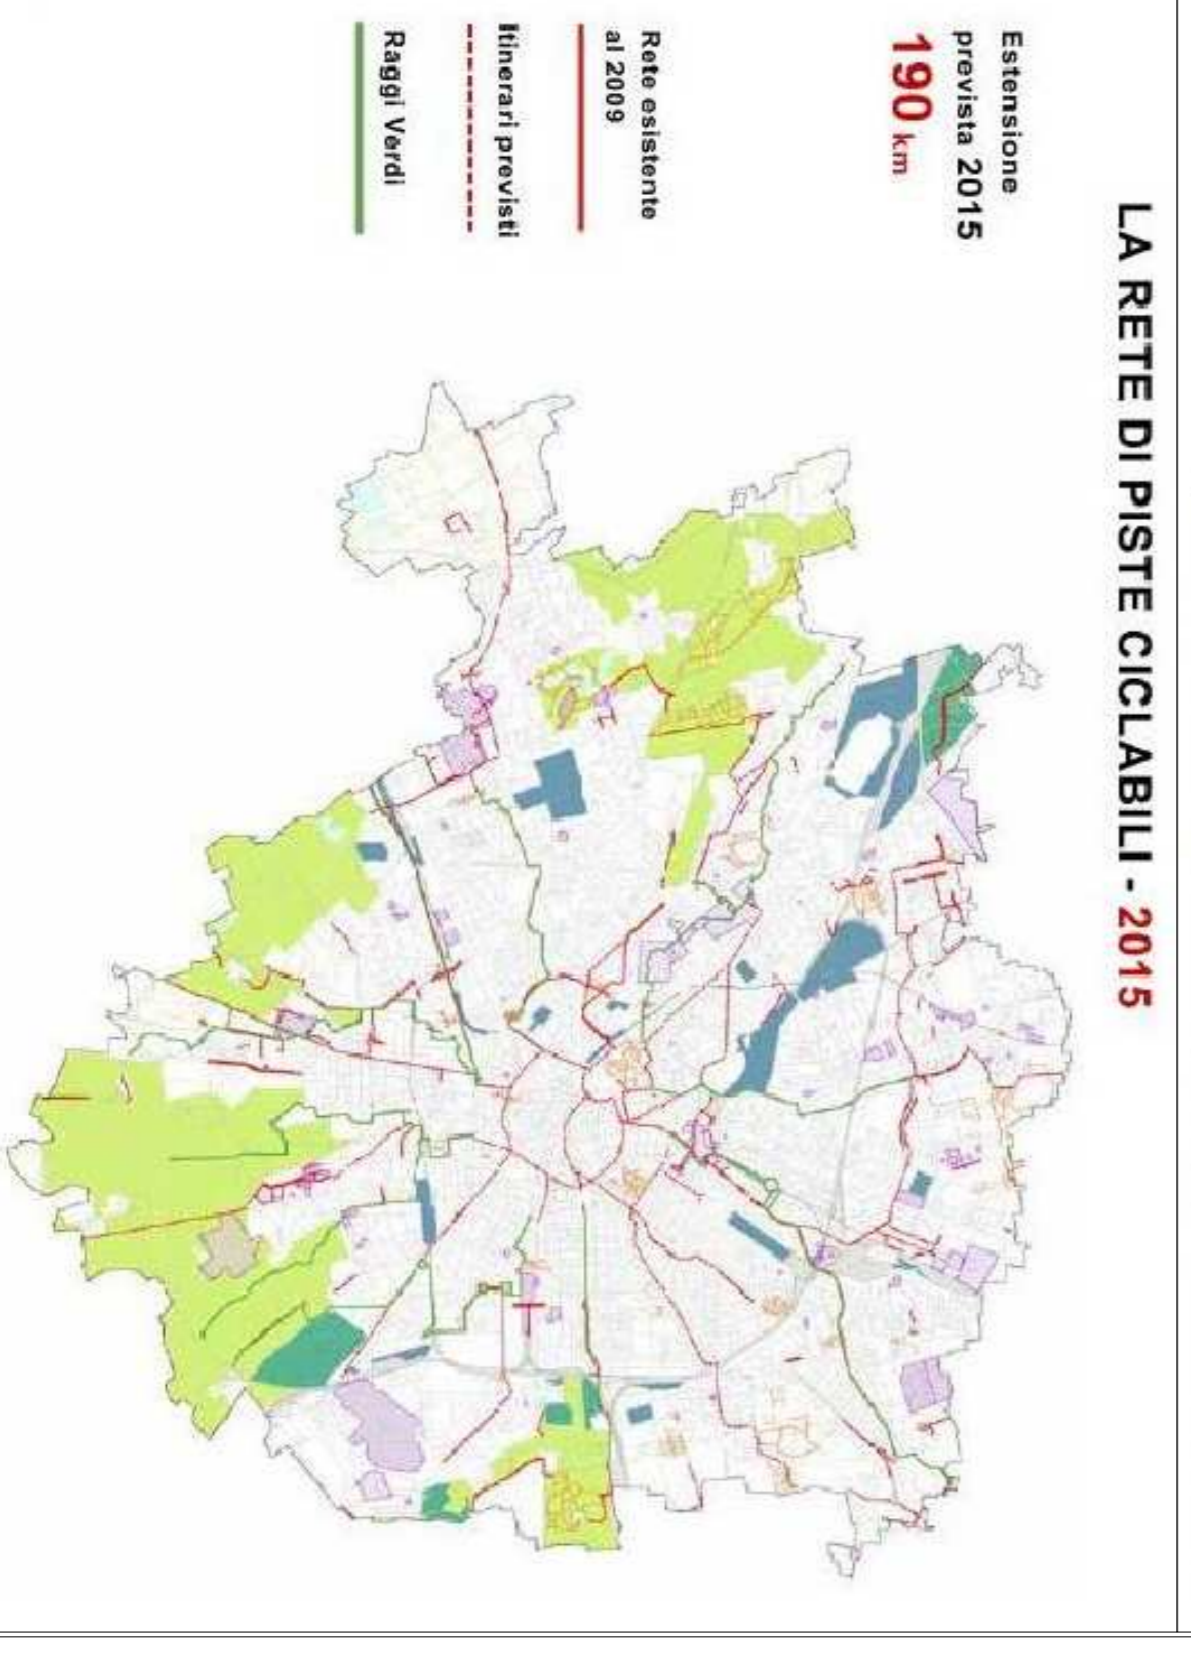 LA RETE DI PISTE CICLABILI - 2015
Estensione
prevista 2015
190 km
Rete esistente
al 2009
Itinerari previsti
Raggi Verdi